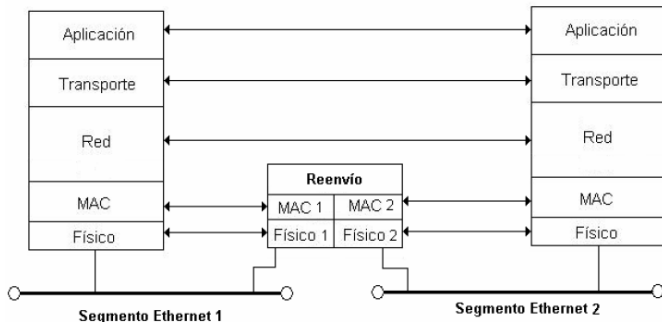 Aplicación
Transporte
Red
MAC
Físico
Reenvío
MAC 1 MAC 2
Físico 1 Físico 2
Aplicación
Transporte
Red
MAC
Físico
Segmento Ethernet 1
Segmento Ethernet 2